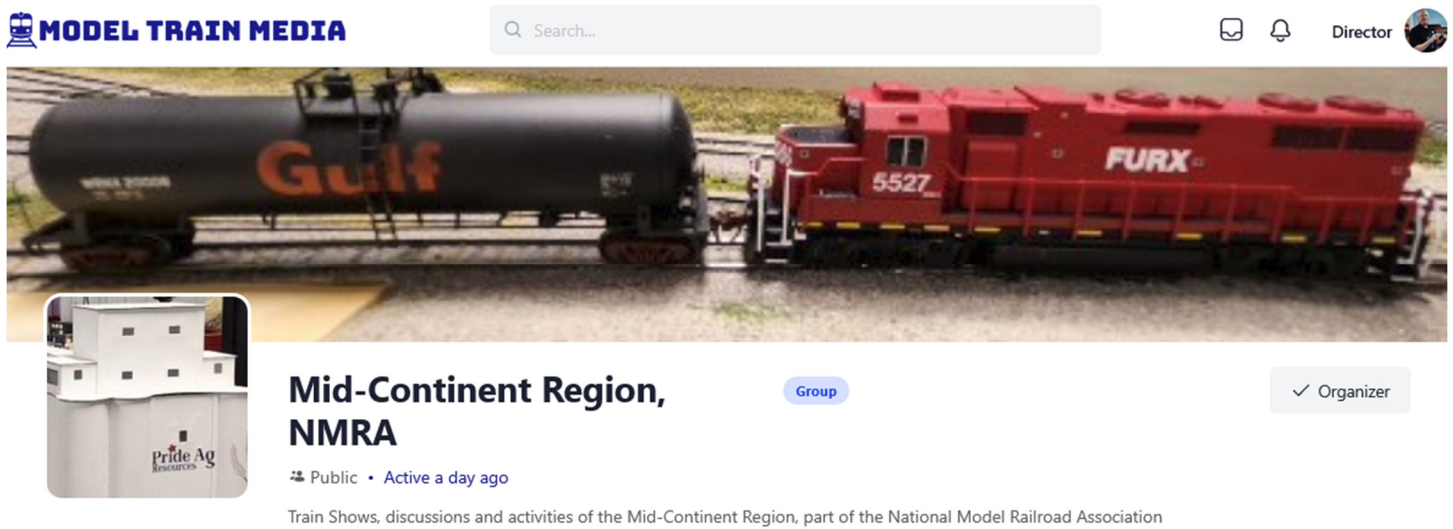 MODEL TRAIN MEDIA
Search...
Director
Gulf
FURX
5527
Mid-Continent Region,
NMRA
Group
Organizer
Pride Ag
Resources
Public • Active a day ago
Train Shows, discussions and activities of the Mid-Continent Region, part of the National Model Railroad Association